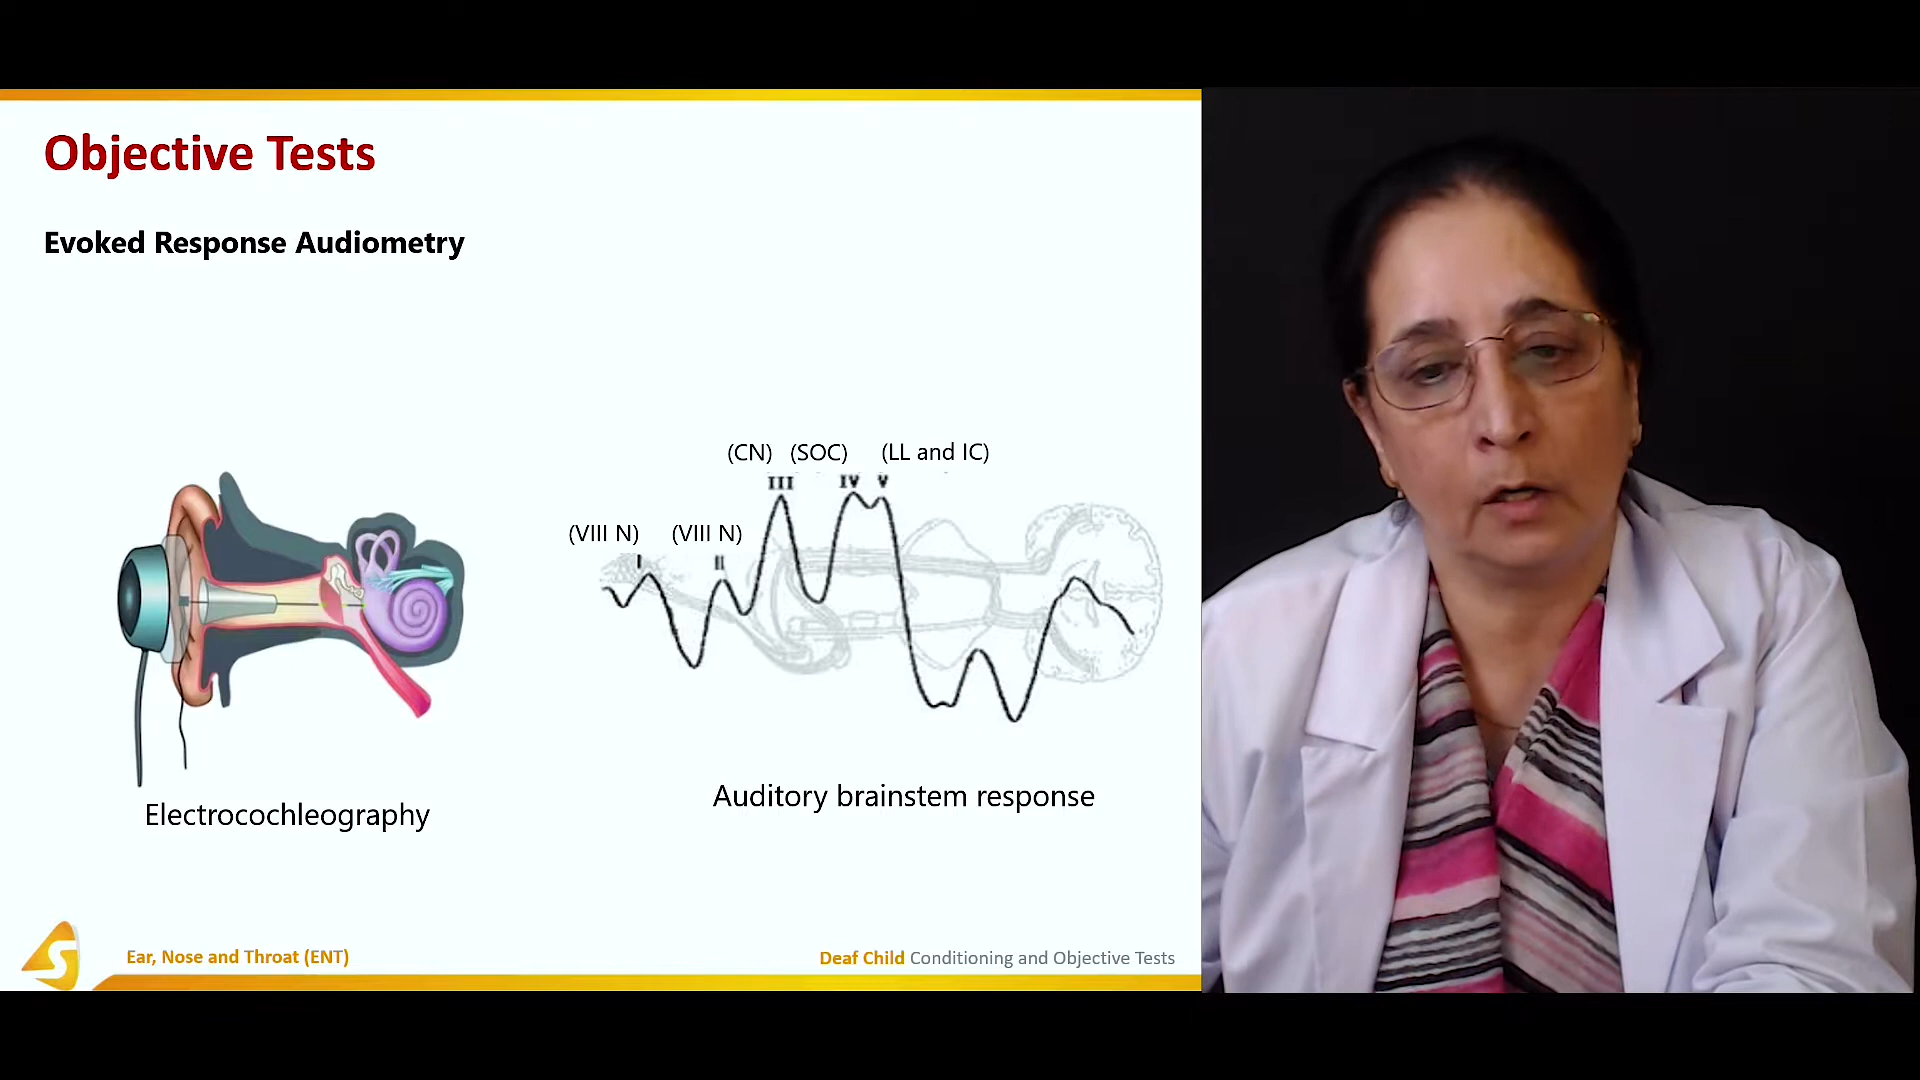 Objective Tests
Evoked Response Audiometry
(CN) (SOC) (LL and IC)
III IV V
(VIII N) (VIII N)
I II
Auditory brainstem response
Electrocochleography
S
Ear, Nose and Throat (ENT)
Deaf Child Conditioning and Objective Tests